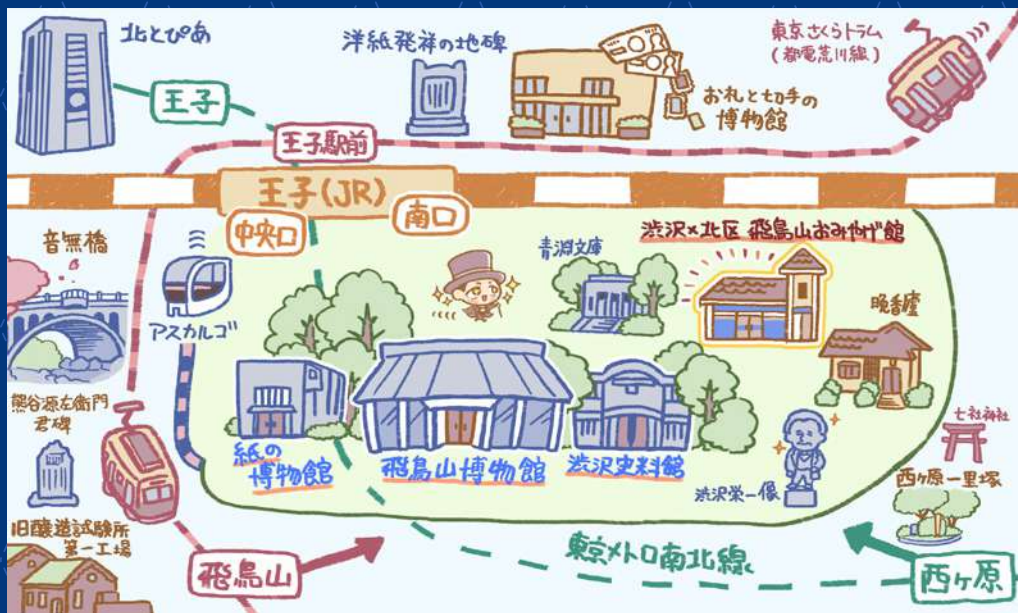 北とぴあ
王子
洋紙発祥の地碑
お札と切手の
博物館
東京さくらトラム
(都電荒川線)
王子駅前
王子(JR)
中央口
南口
音無橋
アスカルゴ
青淵文庫
渋沢×北区 飛鳥山おみやげ館
晩香廬
熊谷源左衛門
君碑
紙の
博物館
飛鳥山博物館
渋沢史料館
渋沢栄一像
七社神社
西ヶ原一里塚
旧醸造試験所
第一工場
飛鳥山
東京メトロ南北線
西ヶ原